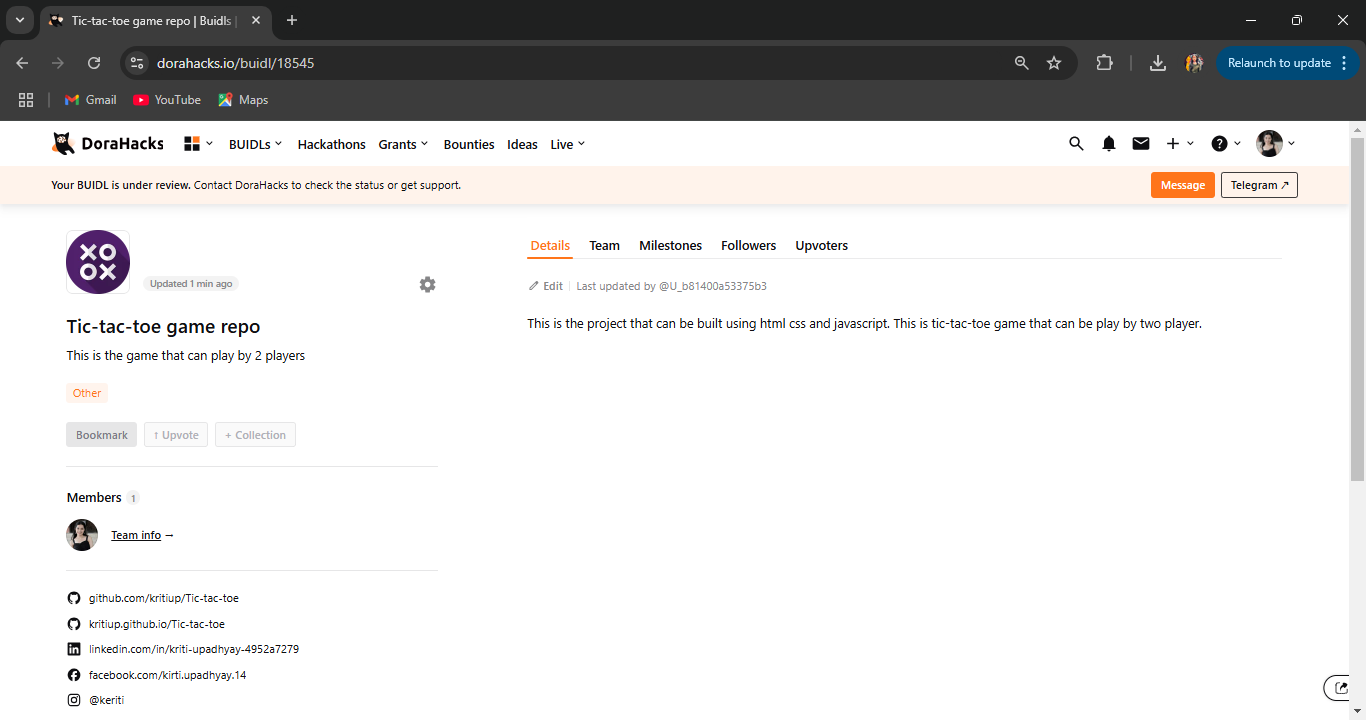 Tic-tac-toe game repo | Buidls |
dorahacks.io/buidl/18545
Relaunch to update
Gmail
YouTube
Maps
DoraHacks
BUIDLs
Hackathons
Grants
Bounties
Ideas
Live
Your BUIDL is under review. Contact DoraHacks to check the status or get support.
Message
Telegram ↗
XO
OX
Updated 1 min ago
Tic-tac-toe game repo
This is the game that can play by 2 players
Other
Bookmark
↑ Upvote
+ Collection
Members 1
Team info →
github.com/kritiup/Tic-tac-toe
kritiup.github.io/Tic-tac-toe
linkedin.com/in/kriti-upadhyay-4952a7279
facebook.com/kirti.upadhyay.14
@keriti
Details
Team
Milestones
Followers
Upvoters
Edit
Last updated by @U_b81400a53375b3
This is the project that can be built using html css and javascript. This is tic-tac-toe game that can be play by two player.